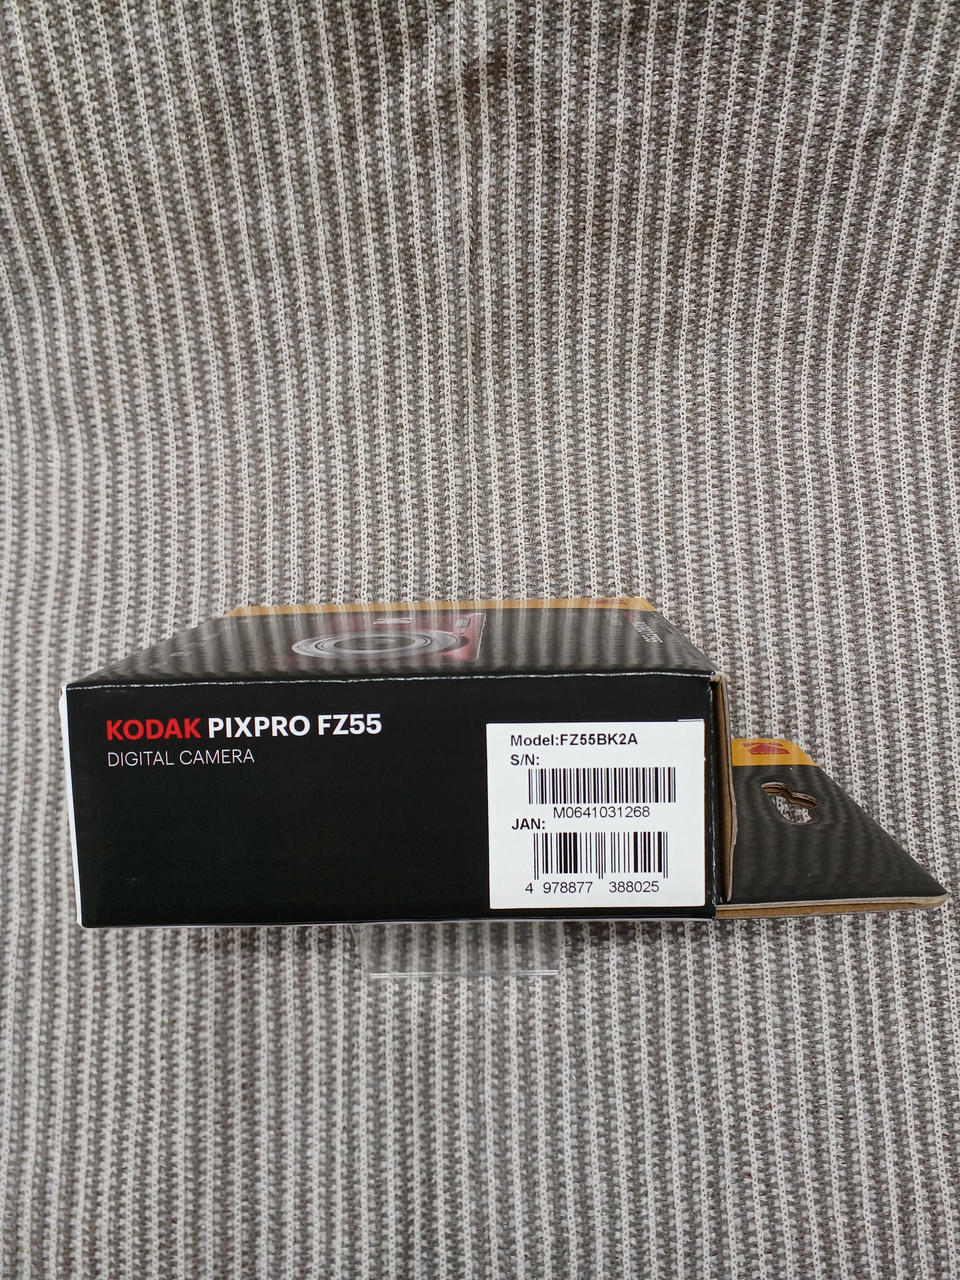 KODAK PIXPRO FZ55
DIGITAL CAMERA
Model:FZ55BK2A
S/N:
M0641031268
JAN:
4 978877 388025